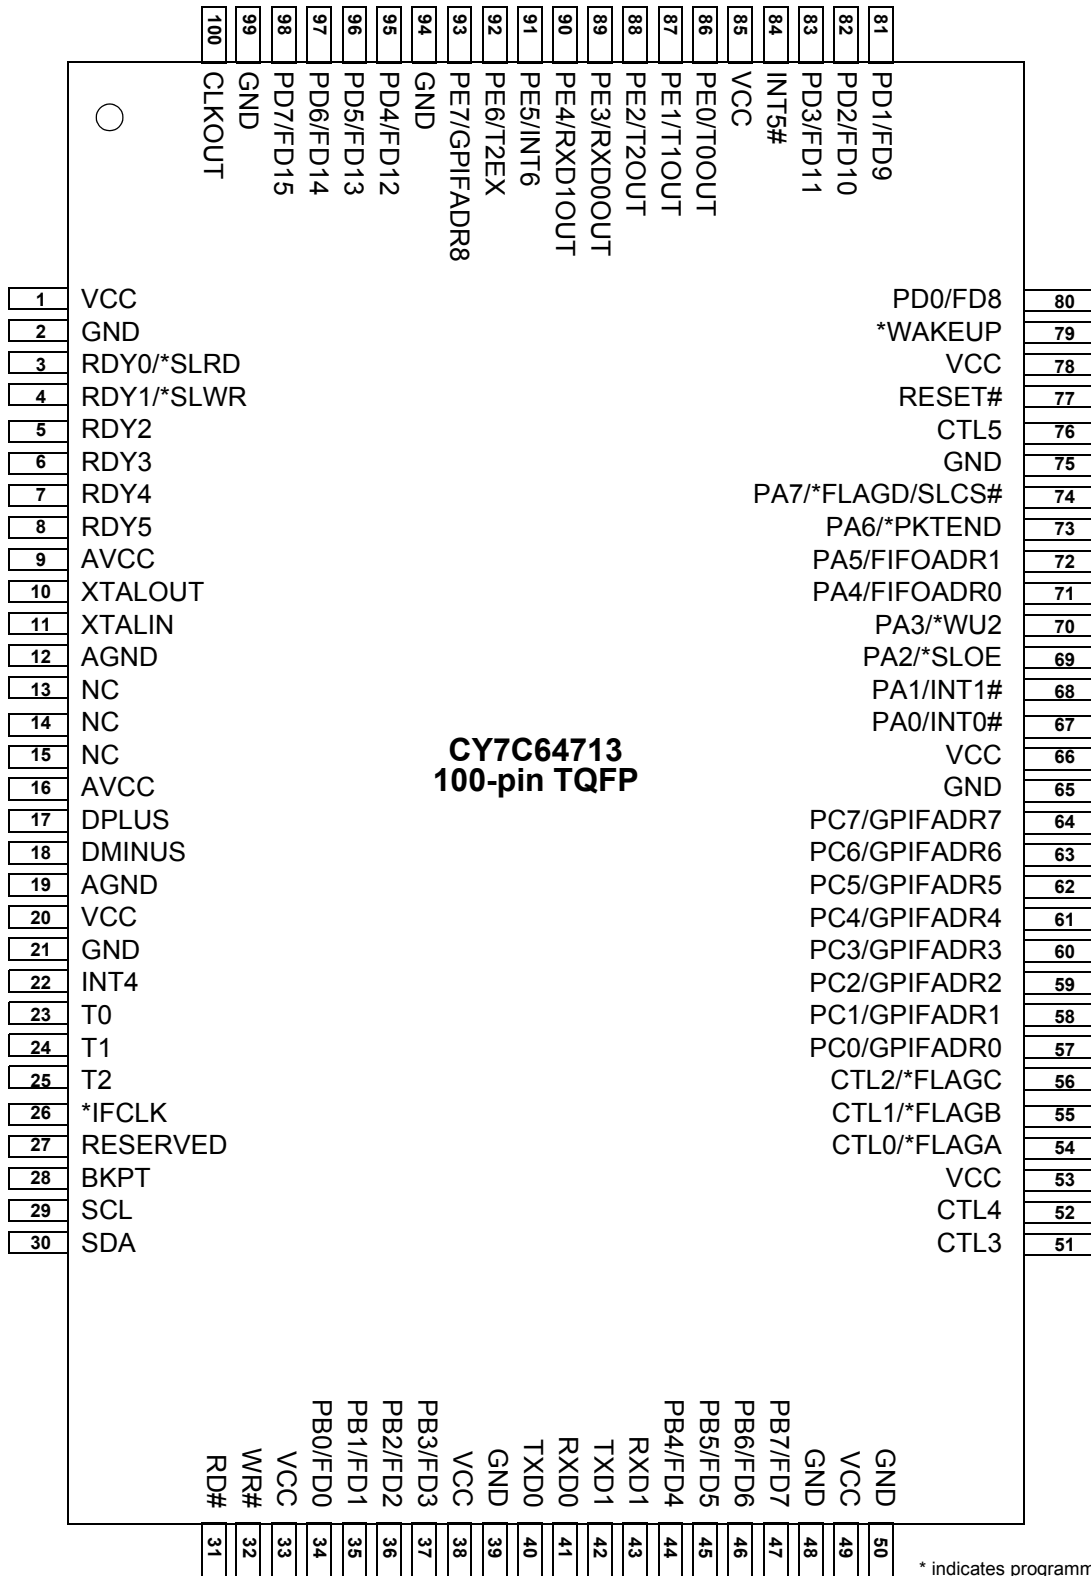 100 99 98 97 96 95 94 93 92 91 90 89 88 87 86 85 84 83 82 81
CLKOUT
GND
PD7/FD15
PD6/FD14
PD5/FD13
PD4/FD12
GND
PE7/GPIFADR8
PE6/T2EX
PE5/INT6
PE4/RXD1OUT
PE3/RXD0OUT
PE2/T2OUT
PE1/T1OUT
PE0/T0OUT
VCC
INT5#
PD3/FD11
PD2/FD10
PD1/FD9
1 VCC
2 GND
3 RDY0/*SLRD
4 RDY1/*SLWR
5 RDY2
6 RDY3
7 RDY4
8 RDY5
9 AVCC
10 XTALOUT
11 XTALIN
12 AGND
13 NC
14 NC
15 NC
16 AVCC
17 DPLUS
18 DMINUS
19 AGND
20 VCC
21 GND
22 INT4
23 T0
24 T1
25 T2
26 *IFCLK
27 RESERVED
28 BKPT
29 SCL
30 SDA
CY7C64713
100-pin TQFP
PD0/FD8 80
*WAKEUP 79
VCC 78
RESET# 77
CTL5 76
GND 75
PA7/*FLAGD/SLCS# 74
PA6/*PKTEND 73
PA5/FIFOADR1 72
PA4/FIFOADR0 71
PA3/*WU2 70
PA2/*SLOE 69
PA1/INT1# 68
PA0/INT0# 67
VCC 66
GND 65
PC7/GPIFADR7 64
PC6/GPIFADR6 63
PC5/GPIFADR5 62
PC4/GPIFADR4 61
PC3/GPIFADR3 60
PC2/GPIFADR2 59
PC1/GPIFADR1 58
PC0/GPIFADR0 57
CTL2/*FLAGC 56
CTL1/*FLAGB 55
CTL0/*FLAGA 54
VCC 53
CTL4 52
CTL3 51
RD#
WR#
VCC
PB0/FD0
PB1/FD1
PB2/FD2
PB3/FD3
VCC
GND
TXD0
RXD0
TXD1
RXD1
PB4/FD4
PB5/FD5
PB6/FD6
PB7/FD7
GND
VCC
GND
31 32 33 34 35 36 37 38 39 40 41 42 43 44 45 46 47 48 49 50
* indicates programm